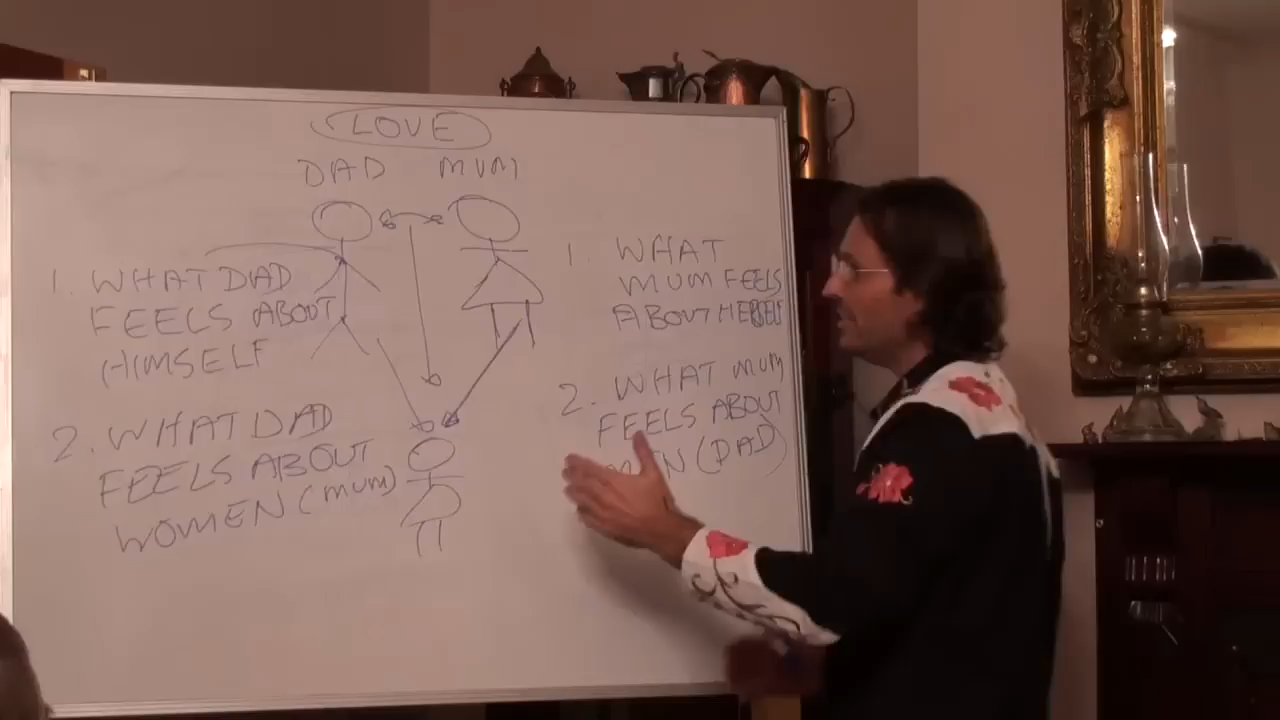 LOVE
DAD MUM
1. WHAT DAD
FEELS ABOUT
HIMSELF
2. WHAT DAD
FEELS ABOUT
WOMEN (MUM)
1. WHAT
MUM FEELS
ABOUT
2. WHAT MUM
FEELS ABOUT
MEN (DAD)